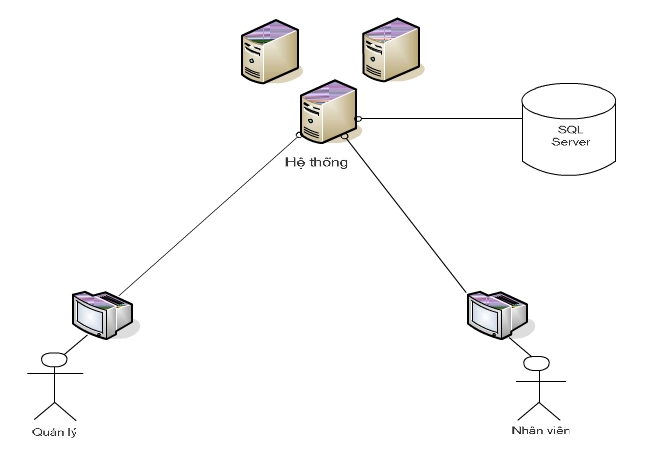 SQL
Server
Hệ thống
Quản lý
Nhân viên